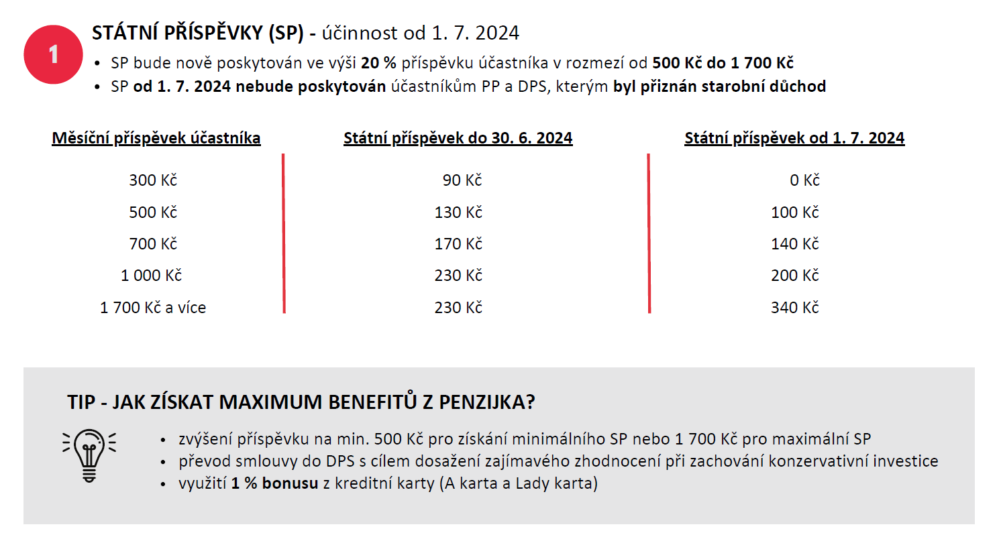 1
STÁTNÍ PŘÍSPĚVKY (SP) - účinnost od 1. 7. 2024
• SP bude nově poskytován ve výši 20 % příspěvku účastníka v rozmezí od 500 Kč do 1 700 Kč
• SP od 1. 7. 2024 nebude poskytován účastníkům PP a DPS, kterým byl přiznán starobní důchod
Měsíční příspěvek účastníka Státní příspěvek do 30. 6. 2024 Státní příspěvek od 1. 7. 2024
300 Kč 90 Kč 0 Kč
500 Kč 130 Kč 100 Kč
700 Kč 170 Kč 140 Kč
1 000 Kč 230 Kč 200 Kč
1 700 Kč a více 230 Kč 340 Kč
TIP - JAK ZÍSKAT MAXIMUM BENEFITŮ Z PENZIJKA?
• zvýšení příspěvku na min. 500 Kč pro získání minimálního SP nebo 1 700 Kč pro maximální SP
• převod smlouvy do DPS s cílem dosažení zajímavého zhodnocení při zachování konzervativní investice
• využití 1 % bonusu z kreditní karty (A karta a Lady karta)